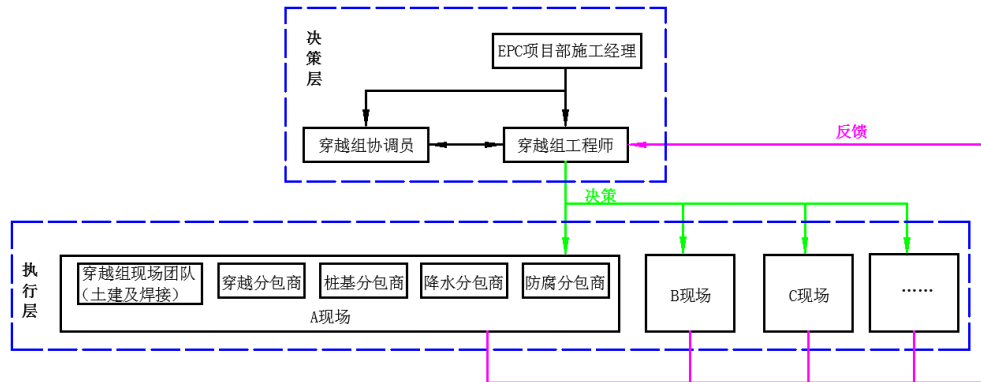 决策层
EPC项目部施工经理
穿越组协调员
穿越组工程师
反馈
决策
执行层
穿越组现场团队
（土建及焊接）
穿越分包商
桩基分包商
降水分包商
防腐分包商
A现场
B现场
C现场
……